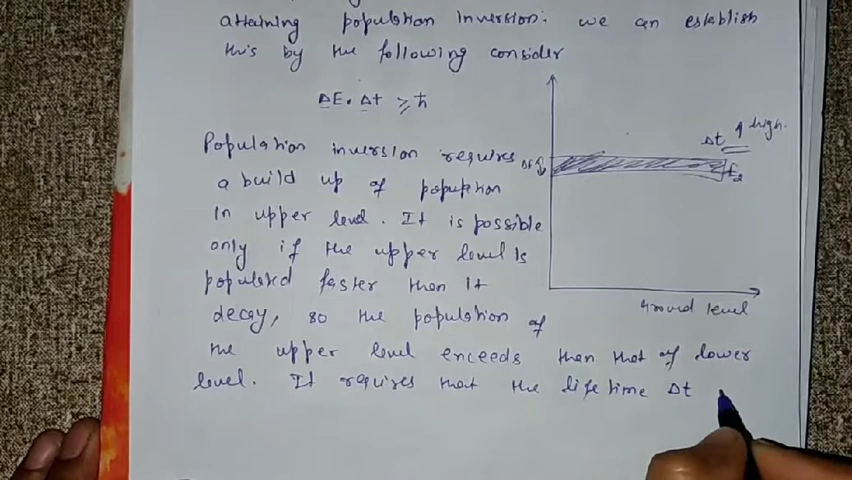 attaining population inversion. we can establish
this by the following consider
ΔE. Δt ≥ ħ
Δt ↑ high.
Population inversion requires
ΔE
E₂
a build up of popuption
in upper level. It is possible
only if the upper level is
populated faster than it
Ground level
decay, so the population of
the upper level exceeds than that of lower
level. It requires that the life time Δt